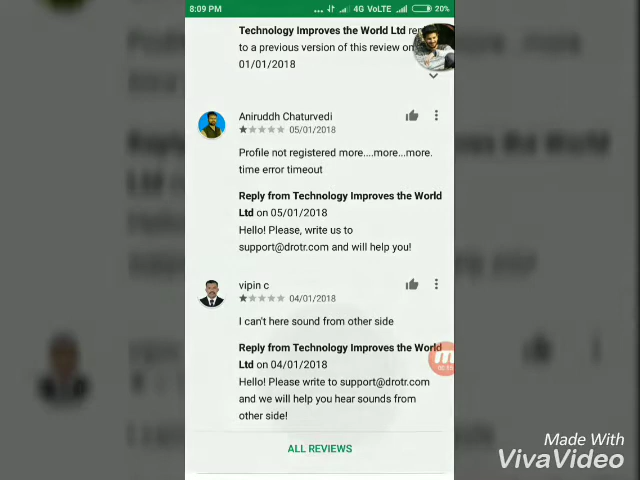 8:09 PM
4G VoLTE
20%
Technology Improves the World Ltd
to a previous version of this review on
01/01/2018
Aniruddh Chaturvedi
05/01/2018
Profile not registered more....more...more.
time error timeout
Reply from Technology Improves the World
Ltd on 05/01/2018
Hello! Please, write us to
support@drotr.com and will help you!
vipin c
04/01/2018
I can't here sound from other side
Reply from Technology Improves the World
Ltd on 04/01/2018
Hello! Please write to support@drotr.com
and we will help you hear sounds from
other side!
ALL REVIEWS
Made With
VivaVideo